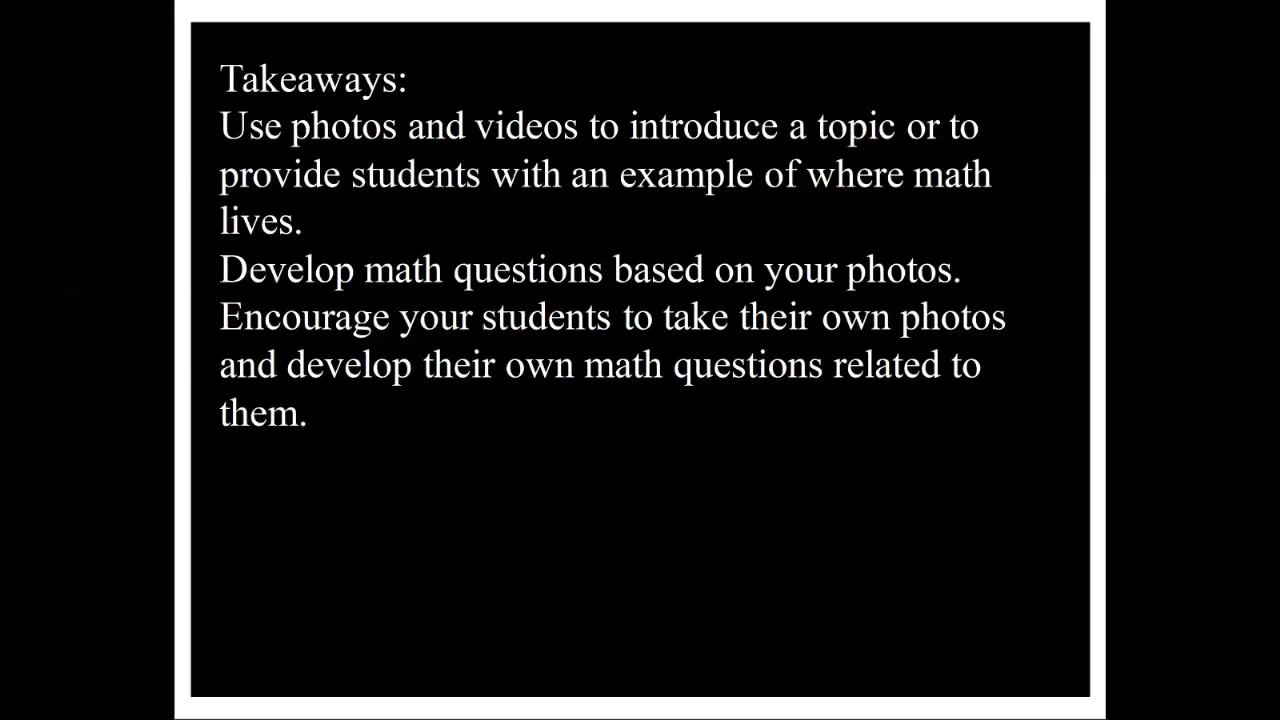 Takeaways:
Use photos and videos to introduce a topic or to
provide students with an example of where math
lives.
Develop math questions based on your photos.
Encourage your students to take their own photos
and develop their own math questions related to
them.